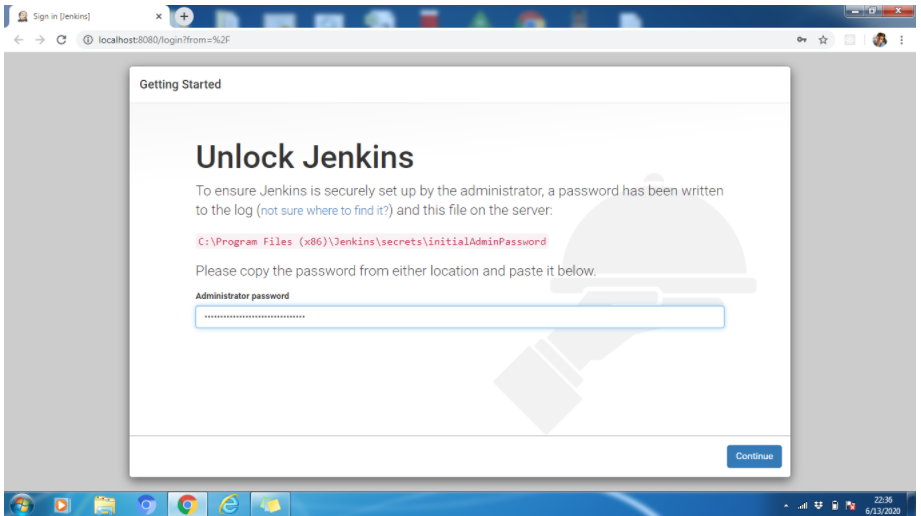 Sign in [Jenkins]
localhost:8080/login?from=%2F
Getting Started
Unlock Jenkins
To ensure Jenkins is securely set up by the administrator, a password has been written
to the log (not sure where to find it?) and this file on the server:
C:\Program Files (x86)\Jenkins\secrets\initialAdminPassword
Please copy the password from either location and paste it below.
Administrator password
Continue
22:36
6/13/2020